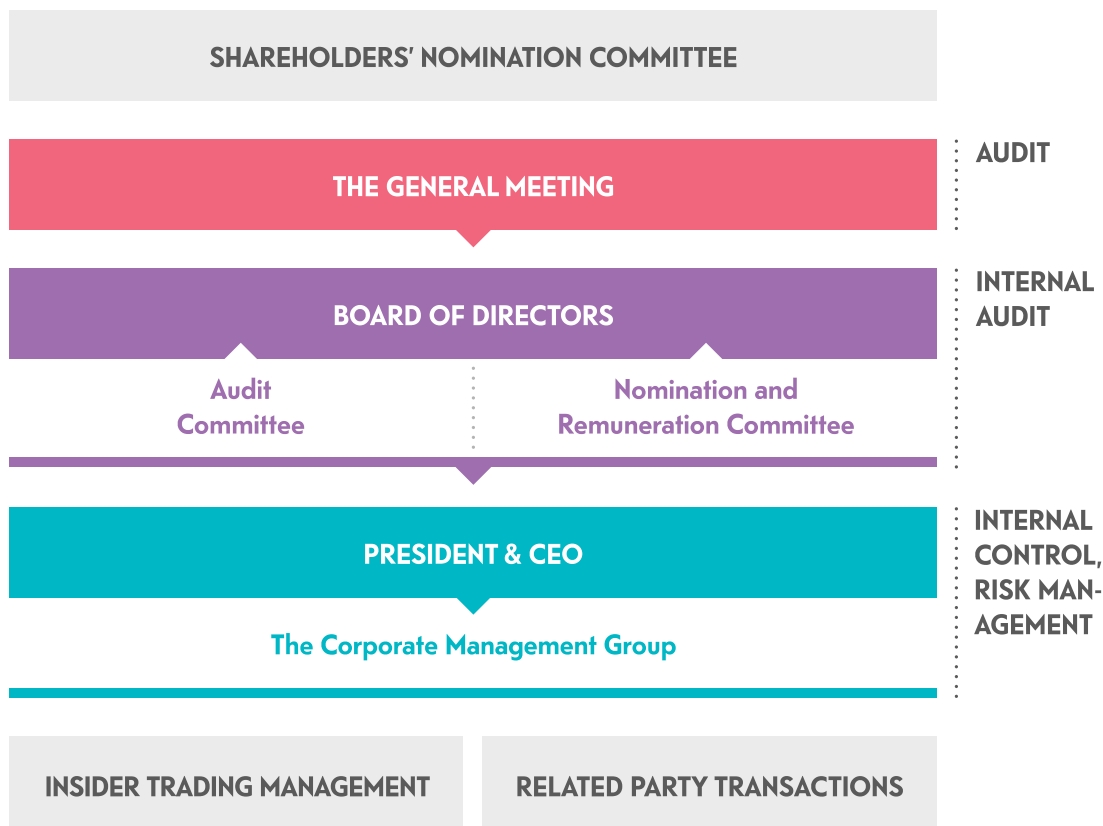 SHAREHOLDERS’ NOMINATION COMMITTEE
THE GENERAL MEETING
AUDIT
BOARD OF DIRECTORS
INTERNAL
AUDIT
Audit
Committee
Nomination and
Remuneration Committee
PRESIDENT & CEO
INTERNAL
CONTROL,
RISK MAN-
AGEMENT
The Corporate Management Group
INSIDER TRADING MANAGEMENT
RELATED PARTY TRANSACTIONS